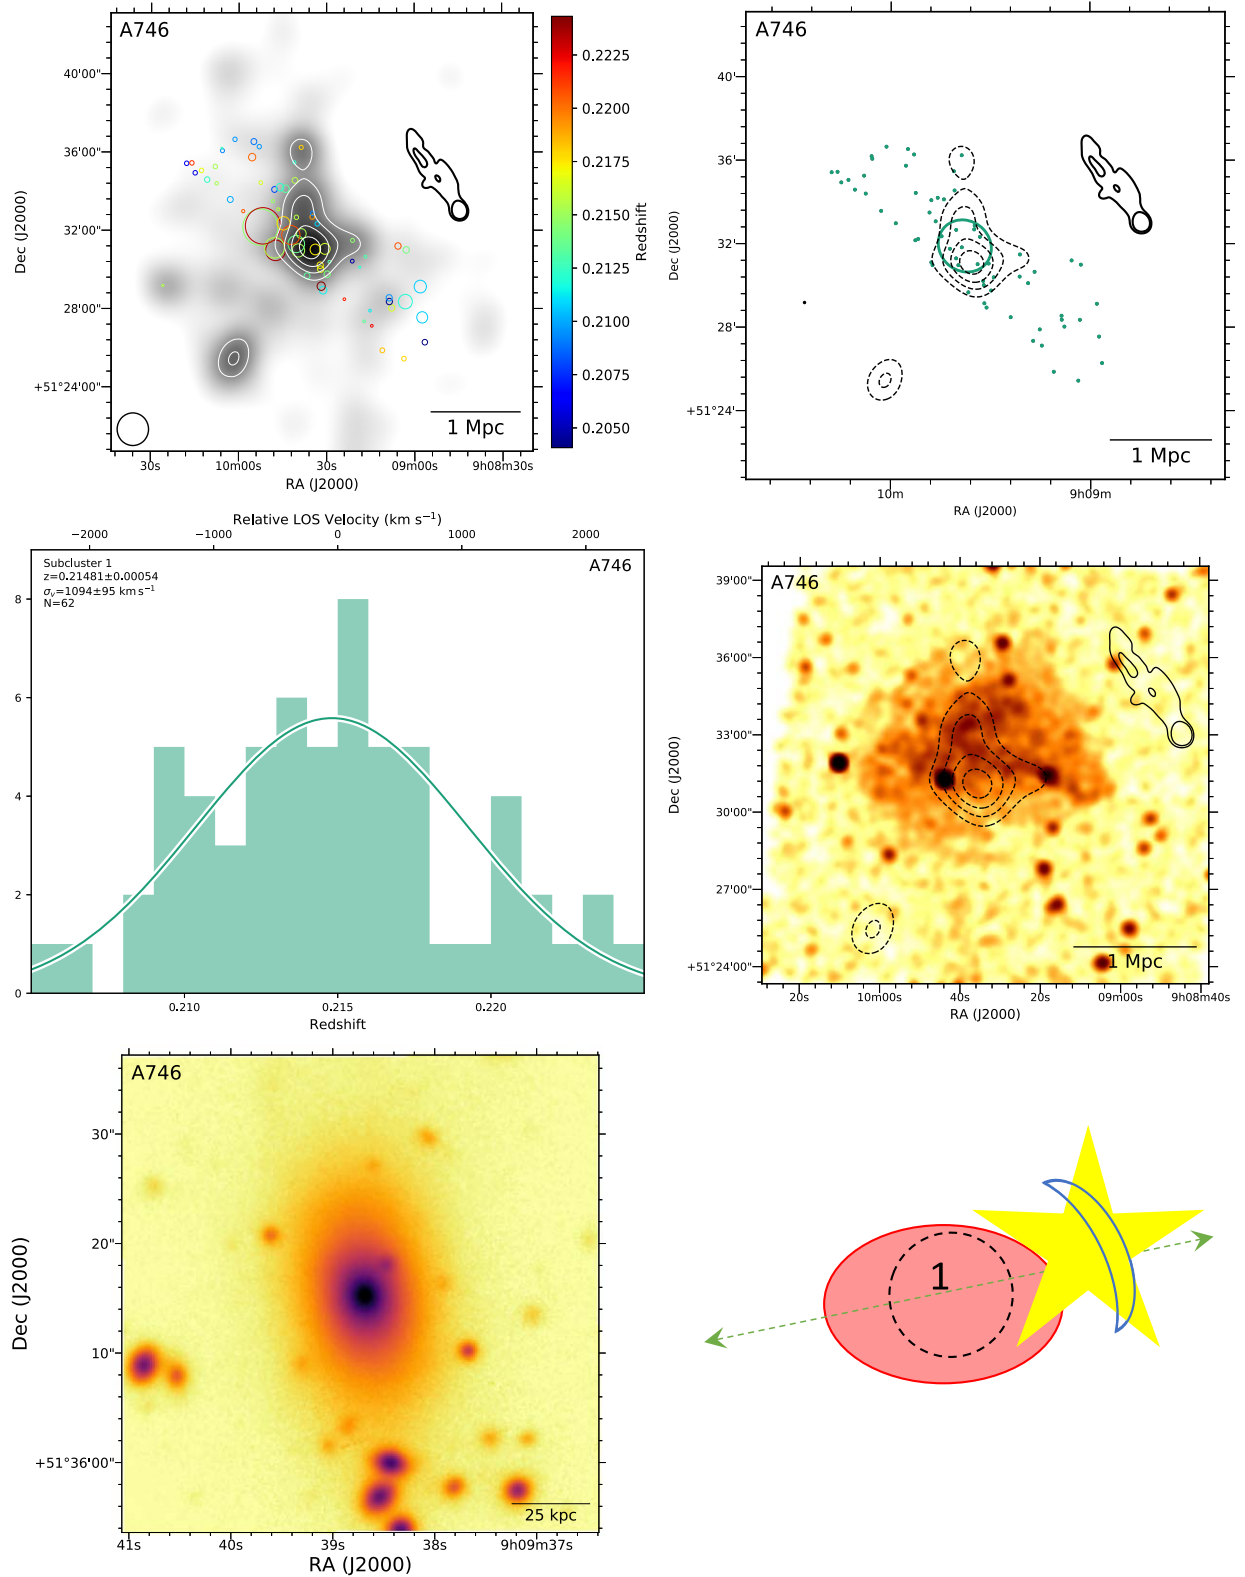 A746
40'00"
36'00"
32'00"
28'00"
+51°24'00"
Dec (J2000)
30s
10m00s
30s
09m00s
9h08m30s
RA (J2000)
1 Mpc
0.2225
0.2200
0.2175
0.2150
0.2125
0.2100
0.2075
0.2050
Redshift
A746
40'
36'
32'
28'
+51°24'
Dec (J2000)
10m
9h09m
RA (J2000)
1 Mpc
Relative LOS Velocity (km s⁻¹)
−2000
−1000
0
1000
2000
Subcluster 1
z=0.21481±0.00054
σᵥ=1094±95 km s⁻¹
N=62
A746
8
6
4
2
0
0.210
0.215
0.220
Redshift
A746
39'00"
36'00"
33'00"
30'00"
27'00"
+51°24'00"
Dec (J2000)
20s
10m00s
40s
20s
09m00s
9h08m40s
RA (J2000)
1 Mpc
A746
30"
20"
10"
+51°36'00"
Dec (J2000)
41s
40s
39s
38s
9h09m37s
RA (J2000)
25 kpc
1